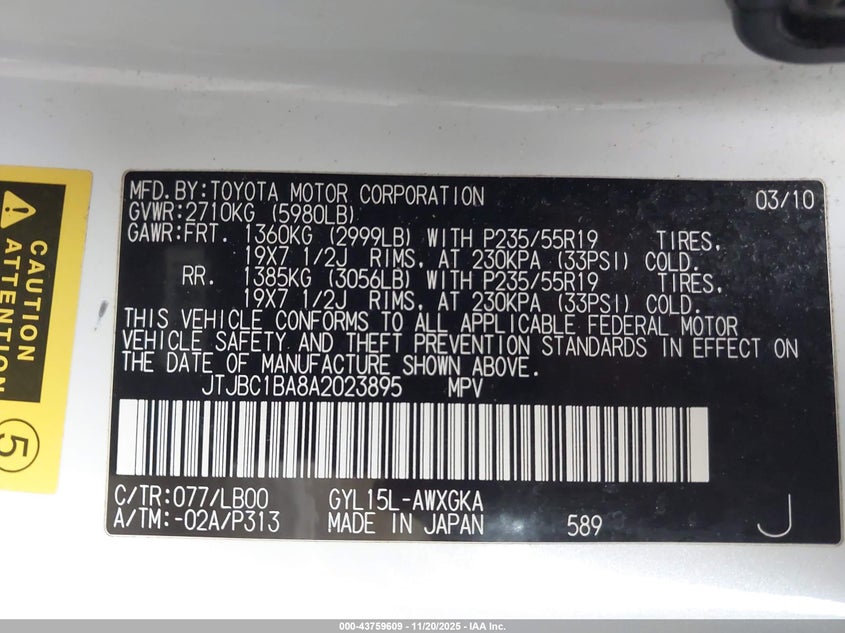 MFD.BY:TOYOTA MOTOR CORPORATION 03/10
GVWR:2710KG (5980LB)
GAWR:FRT. 1360KG (2999LB) WITH P235/55R19 TIRES,
19X7 1/2J RIMS, AT 230KPA (33PSI) COLD.
RR. 1385KG (3056LB) WITH P235/55R19 TIRES,
19X7 1/2J RIMS, AT 230KPA (33PSI) COLD.
THIS VEHICLE CONFORMS TO ALL APPLICABLE FEDERAL MOTOR
VEHICLE SAFETY AND THEFT PREVENTION STANDARDS IN EFFECT ON
THE DATE OF MANUFACTURE SHOWN ABOVE.
JTJBC1BA8A2023895 MPV
C/TR:077/LB00 GYL15L-AWXGKA
A/TM:-02A/P313 MADE IN JAPAN 589 J
CAUTION
ATTENTION
5
000-43759609 - 11/20/2025 - IAA Inc.